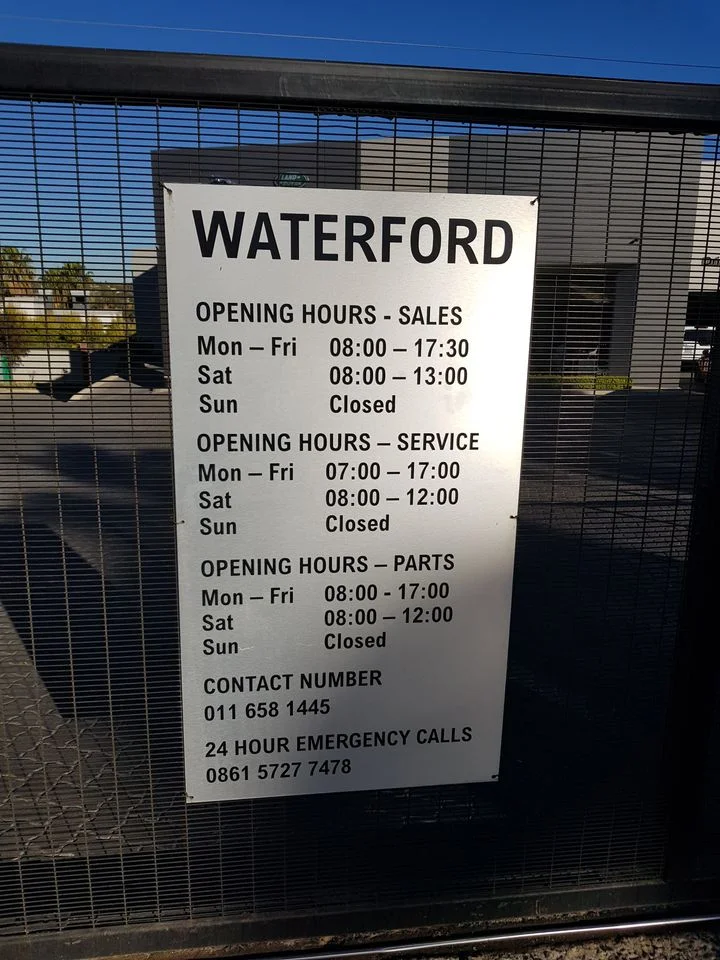 LAND-
WATERFORD
OPENING HOURS - SALES
Mon – Fri 08:00 – 17:30
Sat 08:00 – 13:00
Sun Closed
OPENING HOURS – SERVICE
Mon – Fri 07:00 – 17:00
Sat 08:00 – 12:00
Sun Closed
OPENING HOURS – PARTS
Mon – Fri 08:00 - 17:00
Sat 08:00 – 12:00
Sun Closed
CONTACT NUMBER
011 658 1445
24 HOUR EMERGENCY CALLS
0861 5727 7478